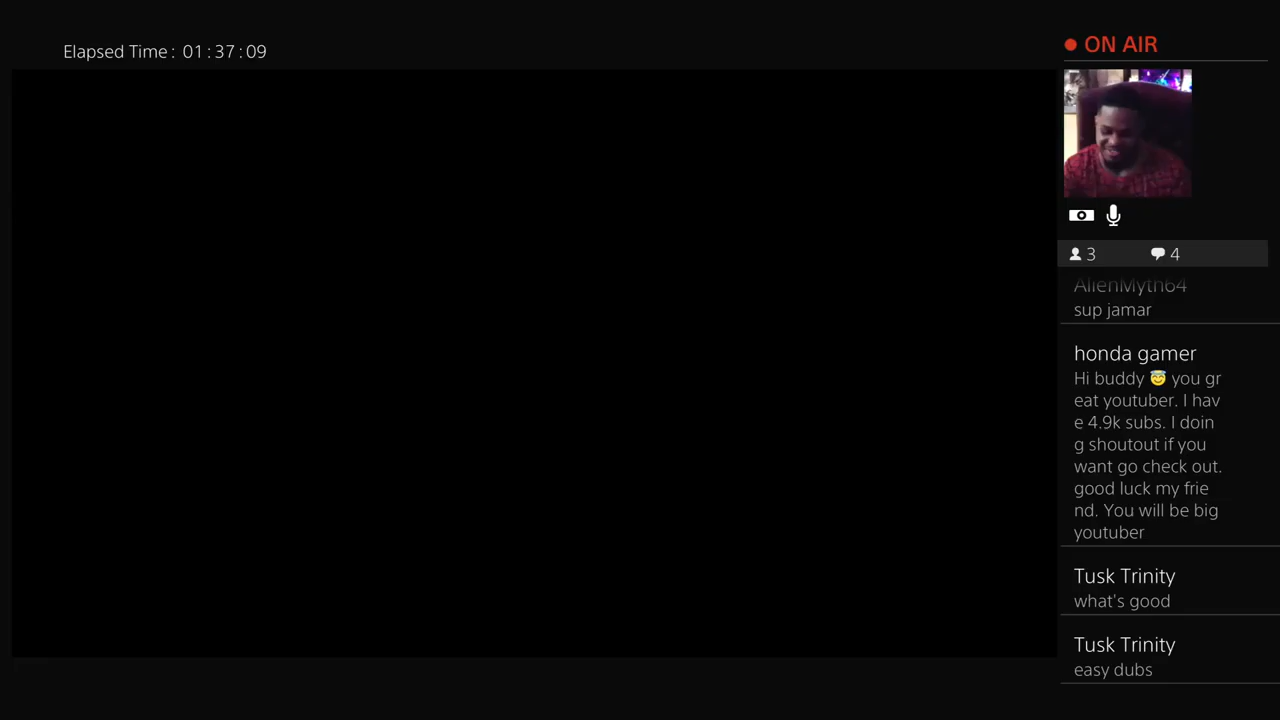 Elapsed Time : 01:37:09
ON AIR
3 4
AlienMyth64
sup jamar
honda gamer
Hi buddy 😇 you gr
eat youtuber. I hav
e 4.9k subs. I doin
g shoutout if you
want go check out.
good luck my frie
nd. You will be big
youtuber
Tusk Trinity
what's good
Tusk Trinity
easy dubs